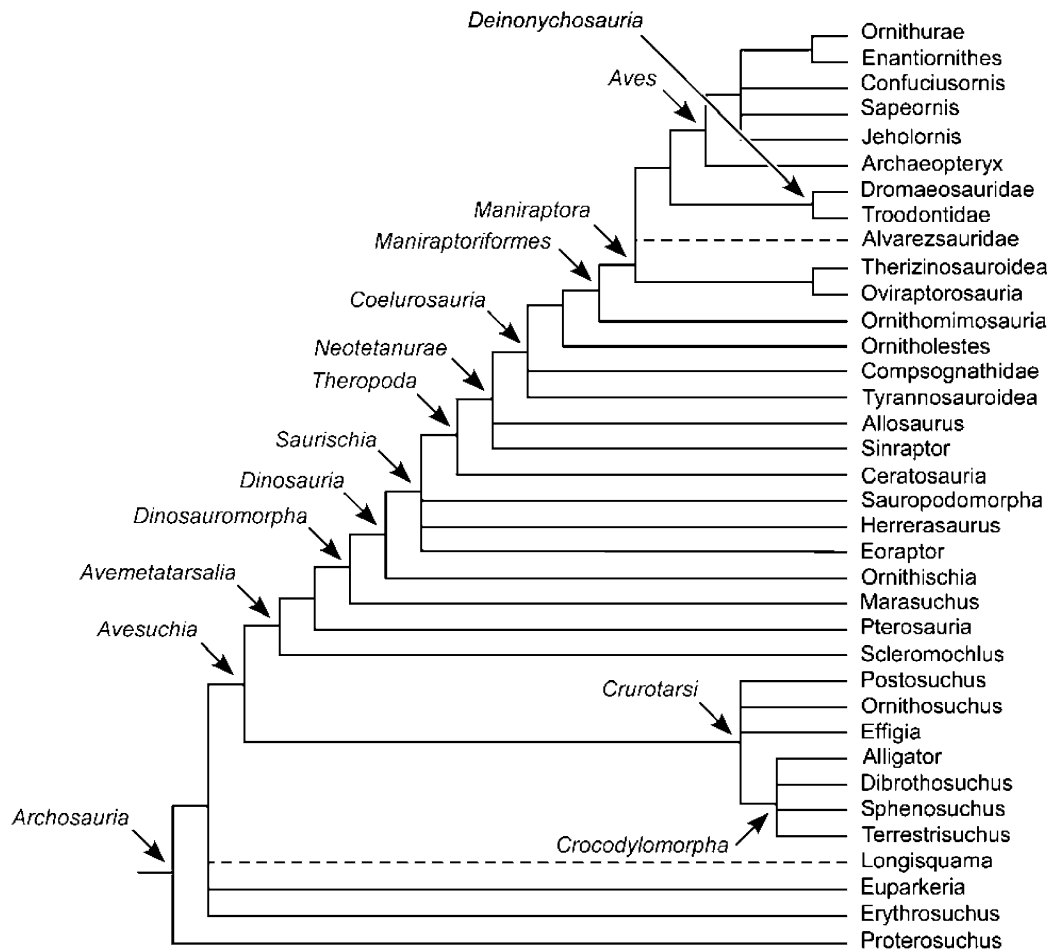 Deinonychosauria
Ornithurae
Enantiornithes
Aves
Confuciusornis
Sapeornis
Jeholornis
Archaeopteryx
Dromaeosauridae
Maniraptora
Troodontidae
Maniraptoriformes
Alvarezsauridae
Therizinosauroidea
Coelurosauria
Oviraptorosauria
Ornithomimosauria
Neotetanurae
Ornitholestes
Theropoda
Compsognathidae
Tyrannosauroidea
Allosaurus
Saurischia
Sinraptor
Dinosauria
Ceratosauria
Sauropodomorpha
Dinosauromorpha
Herrerasaurus
Eoraptor
Avemetatarsalia
Ornithischia
Marasuchus
Avesuchia
Pterosauria
Scleromochlus
Crurotarsi
Postosuchus
Ornithosuchus
Effigia
Alligator
Dibrothosuchus
Archosauria
Sphenosuchus
Terrestrisuchus
Crocodylomorpha
Longisquama
Euparkeria
Erythrosuchus
Proterosuchus